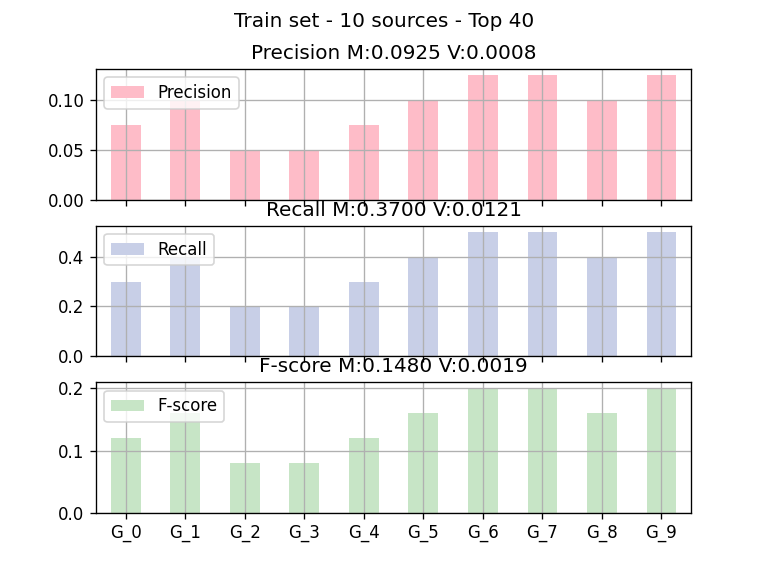 Train set - 10 sources - Top 40
Precision M:0.0925 V:0.0008
Precision
0.10
0.05
0.00
Recall M:0.3700 V:0.0121
Recall
0.4
0.2
0.0
F-score M:0.1480 V:0.0019
F-score
0.2
0.1
0.0
G_0 G_1 G_2 G_3 G_4 G_5 G_6 G_7 G_8 G_9